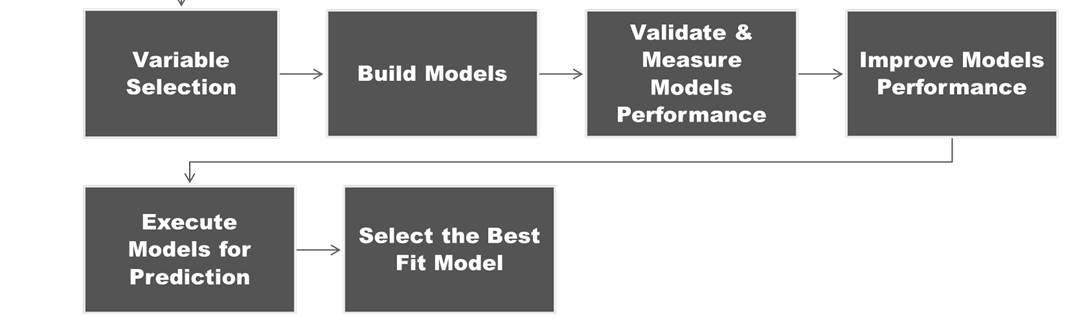 Variable
Selection
Build Models
Validate &
Measure
Models
Performance
Improve Models
Performance
Execute
Models for
Prediction
Select the Best
Fit Model